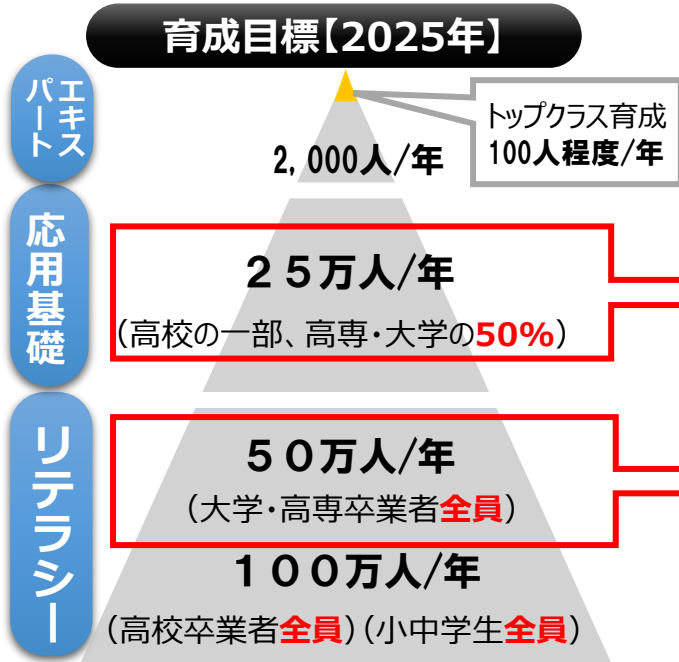 育成目標【2025年】
エキス
パート
トップクラス育成
100人程度/年
2,000人/年
応用基礎
２５万人/年
（高校の一部、高専・大学の50%）
リテラシー
５０万人/年
（大学・高専卒業者全員）
１００万人/年
（高校卒業者全員）（小中学生全員）